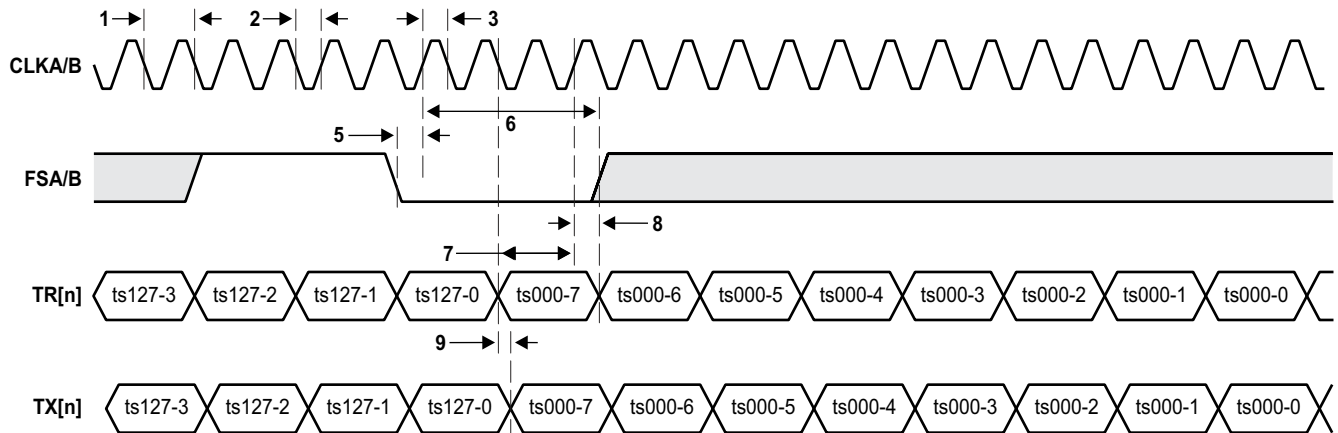 1 2 3
CLKA/B
5 6
FSA/B
8
7
TR[n] ts127-3 ts127-2 ts127-1 ts127-0 ts000-7 ts000-6 ts000-5 ts000-4 ts000-3 ts000-2 ts000-1 ts000-0
9
TX[n] ts127-3 ts127-2 ts127-1 ts127-0 ts000-7 ts000-6 ts000-5 ts000-4 ts000-3 ts000-2 ts000-1 ts000-0